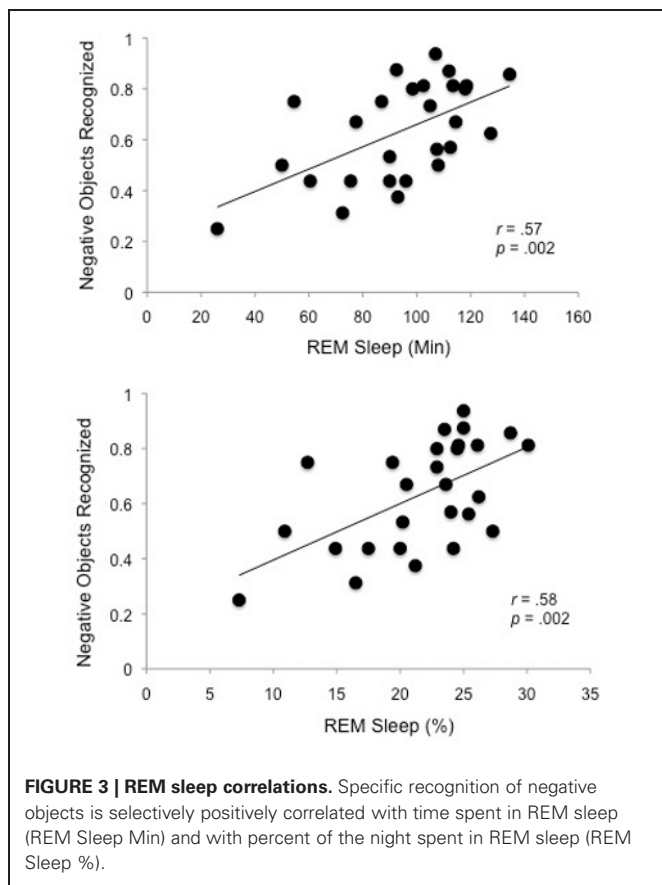 Negative Objects Recognized
1
0.8
0.6
0.4
0.2
0
r = .57
p = .002
0 20 40 60 80 100 120 140 160
REM Sleep (Min)
Negative Objects Recognized
1
0.8
0.6
0.4
0.2
0
r = .58
p = .002
0 5 10 15 20 25 30 35
REM Sleep (%)
FIGURE 3 | REM sleep correlations. Specific recognition of negative
objects is selectively positively correlated with time spent in REM sleep
(REM Sleep Min) and with percent of the night spent in REM sleep (REM
Sleep %).